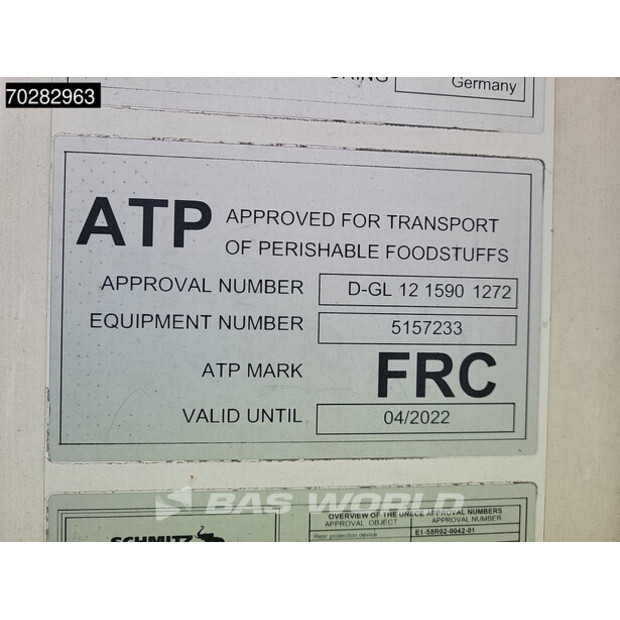 70282963
Germany
ATP APPROVED FOR TRANSPORT
OF PERISHABLE FOODSTUFFS
APPROVAL NUMBER D-GL 12 1590 1272
EQUIPMENT NUMBER 5157233
ATP MARK FRC
VALID UNTIL 04/2022
BAS WORLD
SCHMITZ
OVERVIEW OF THE UNECE APPROVAL NUMBERS
APPROVAL OBJECT APPROVAL NUMBER
Rear protection device E1-58R02-0042-01